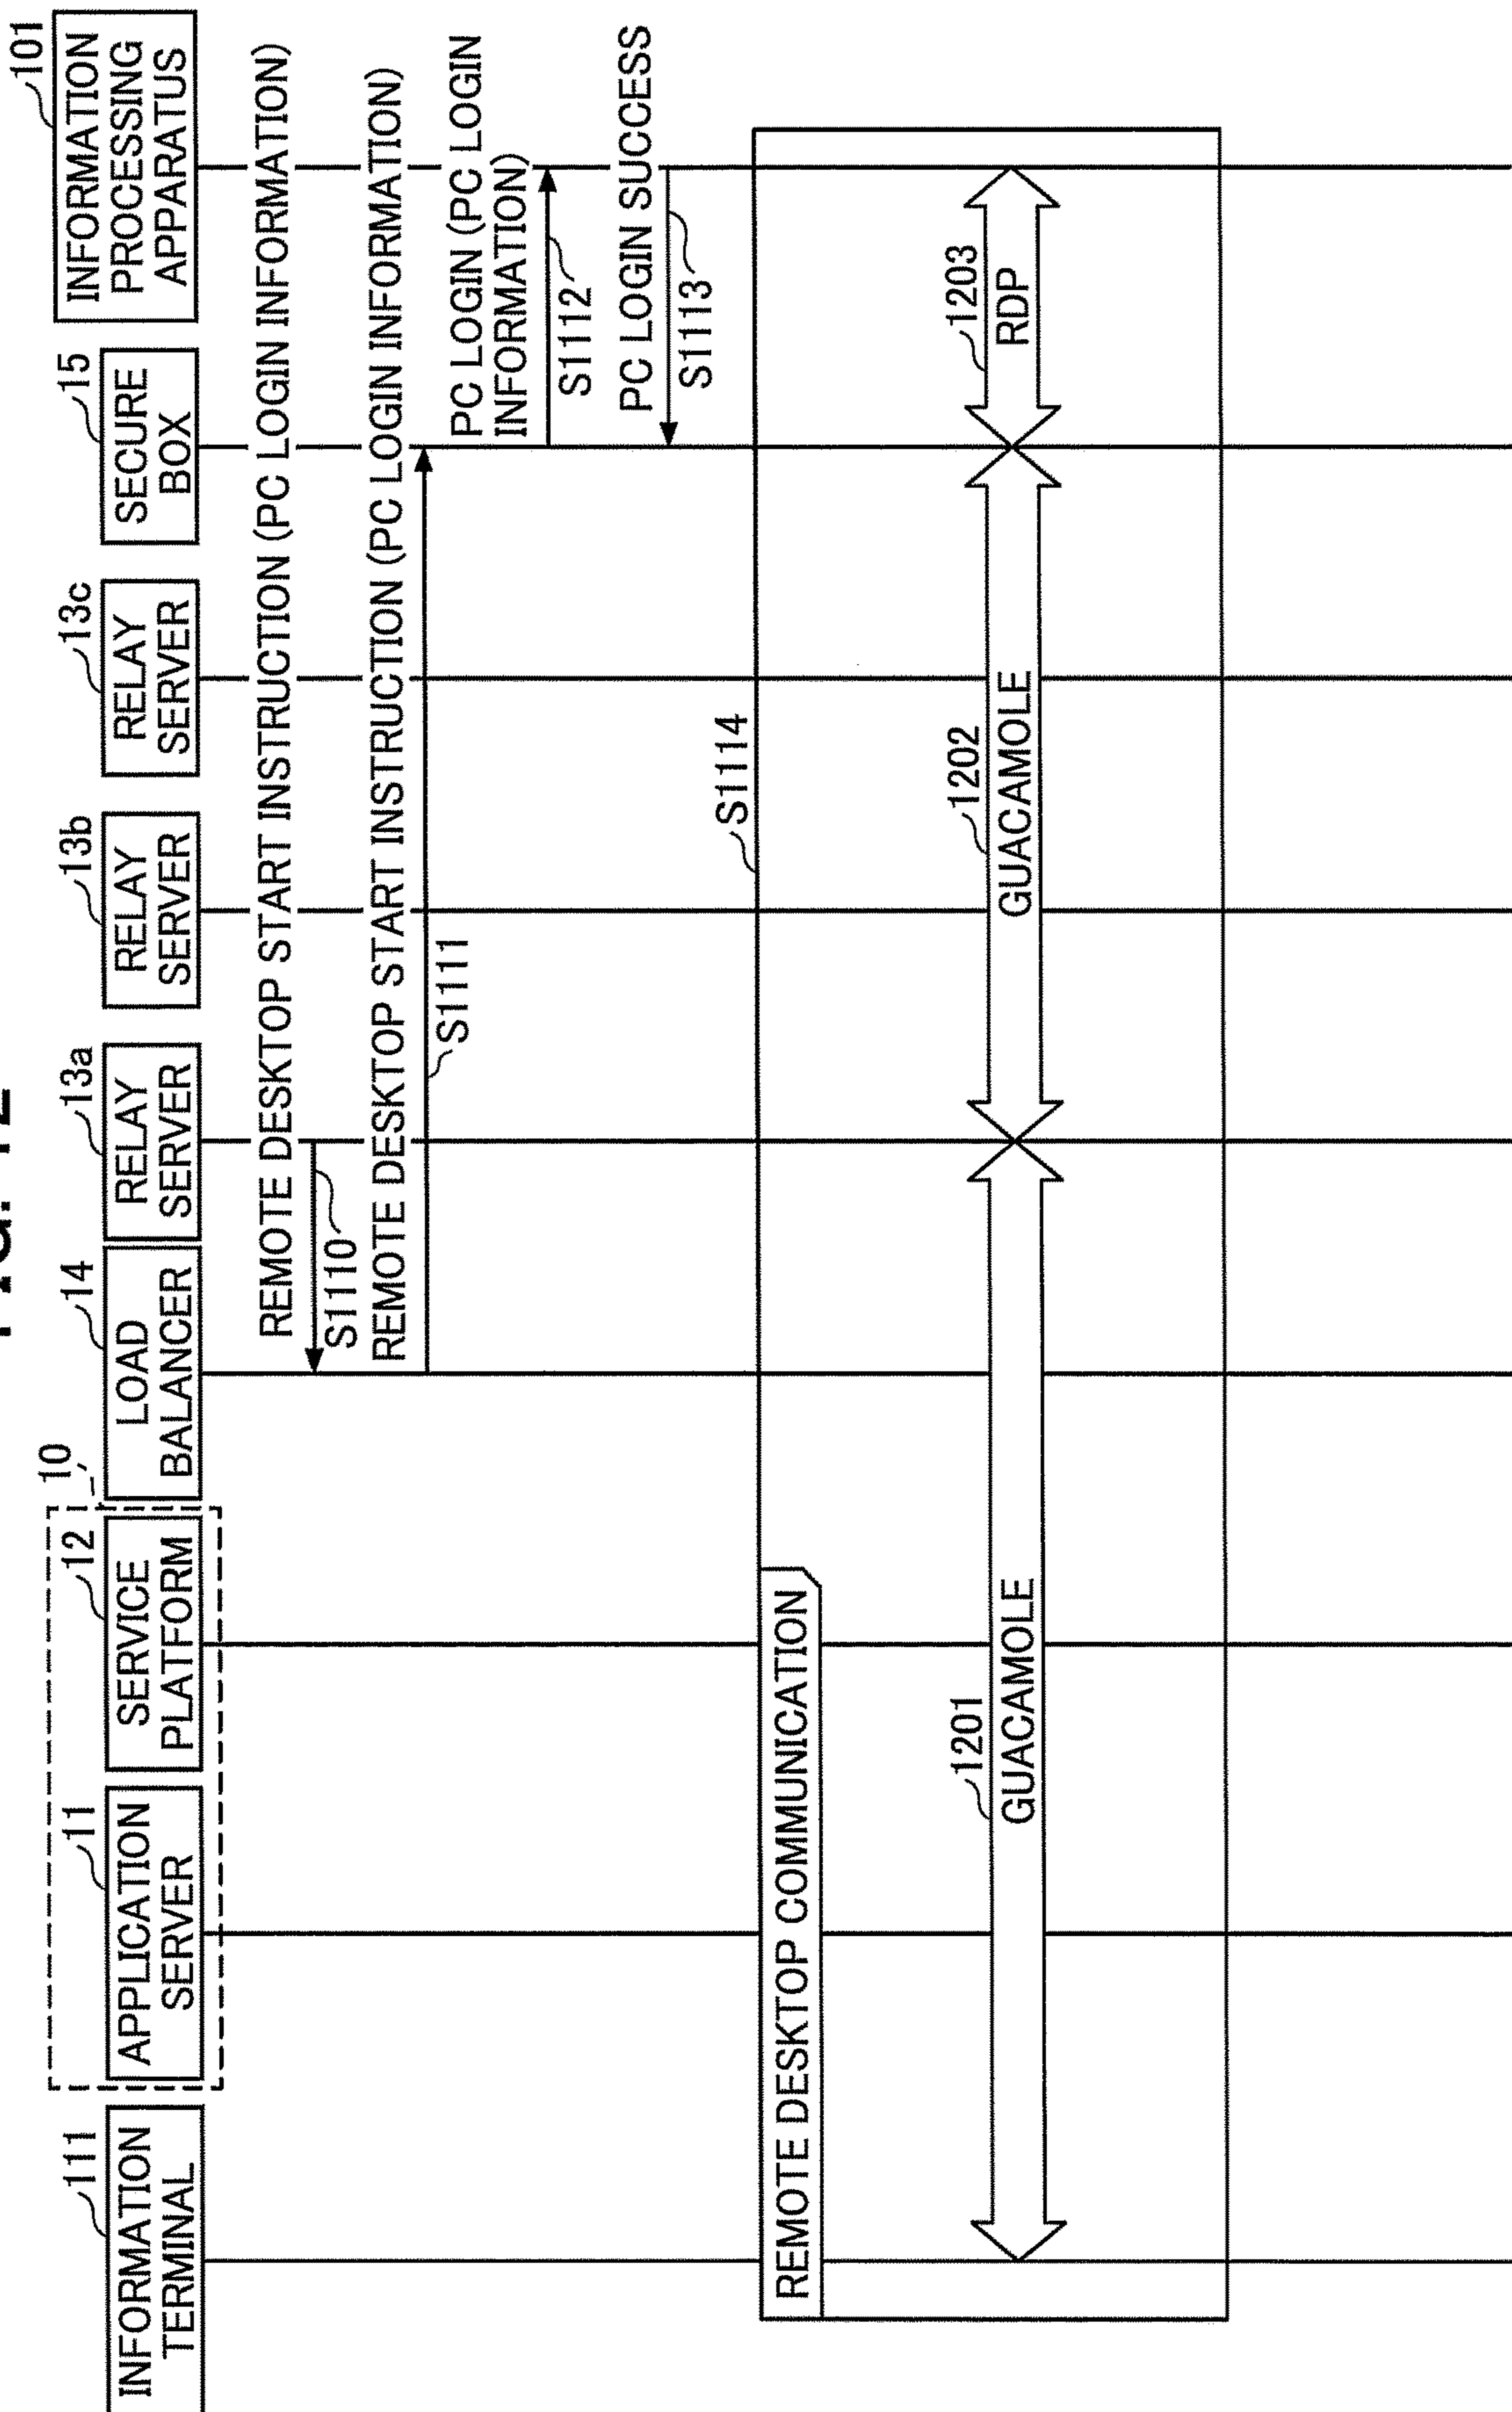 FIG. 12
111
INFORMATION
TERMINAL
10
11
APPLICATION
SERVER
12
SERVICE
PLATFORM
14
LOAD
BALANCER
13a
RELAY
SERVER
13b
RELAY
SERVER
13c
RELAY
SERVER
15
SECURE
BOX
101
INFORMATION
PROCESSING
APPARATUS
REMOTE DESKTOP START INSTRUCTION (PC LOGIN INFORMATION)
S1110
REMOTE DESKTOP START INSTRUCTION (PC LOGIN INFORMATION)
S1111
PC LOGIN (PC LOGIN
INFORMATION)
S1112
PC LOGIN SUCCESS
S1113
S1114
REMOTE DESKTOP COMMUNICATION
1201
GUACAMOLE
1202
GUACAMOLE
1203
RDP